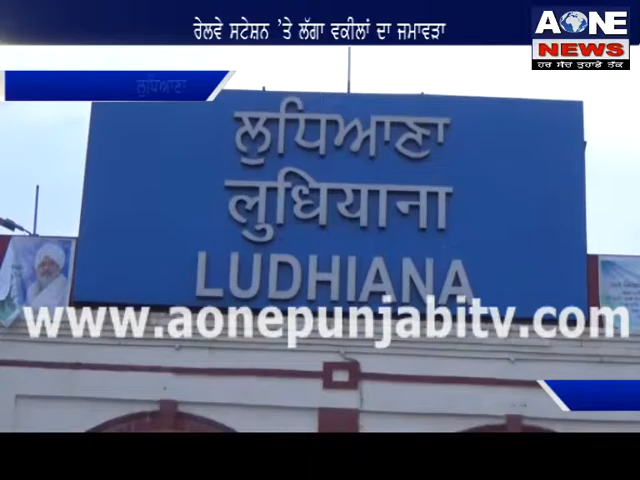 ਰੇਲਵੇ ਸਟੇਸ਼ਨ 'ਤੇ ਲੱਗਾ ਵਕੀਲਾਂ ਦਾ ਜਮਾਵੜਾ
AONE
NEWS
ਹਰ ਸੱਚ ਤੁਹਾਡੇ ਤੱਕ
ਲੁਧਿਆਣਾ
ਲੁਧਿਆਣਾ
लुधियाना
LUDHIANA
www.aonepunjabitv.com